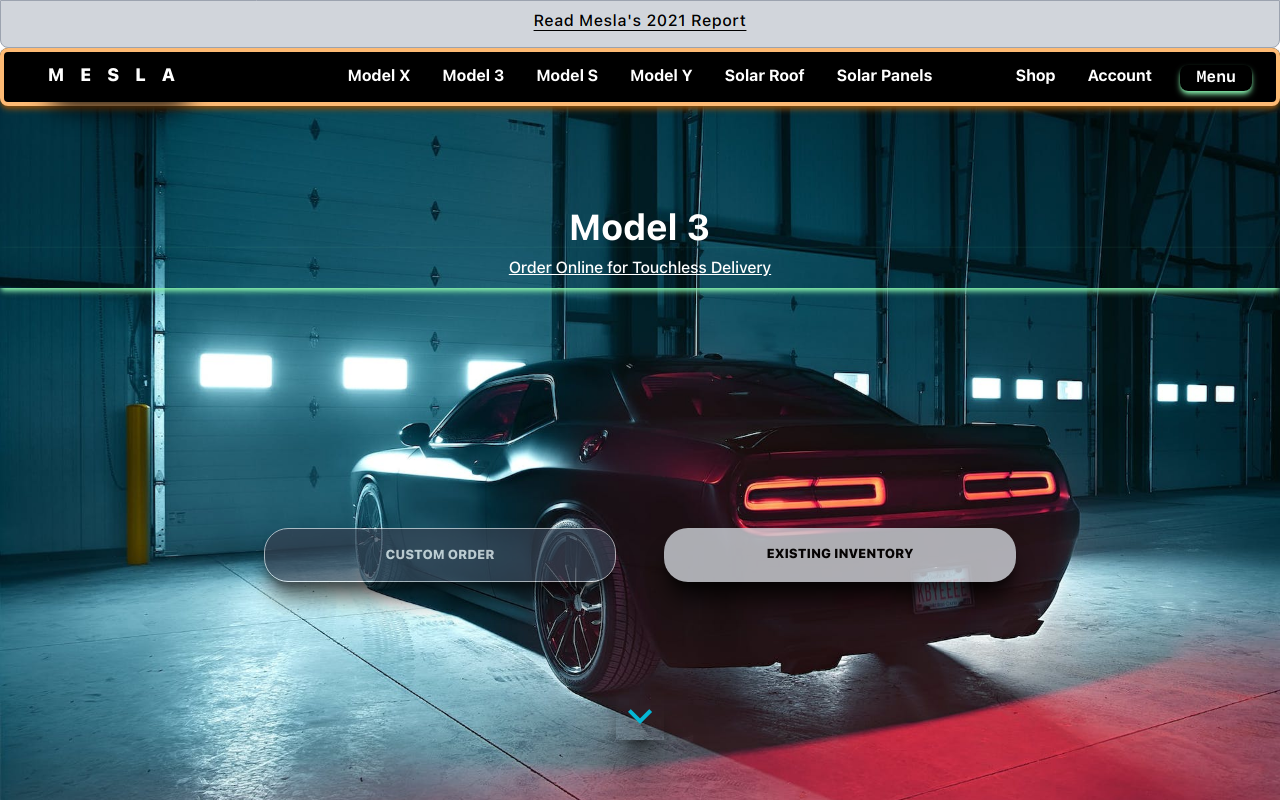 Read Mesla's 2021 Report
M E S L A Model X Model 3 Model S Model Y Solar Roof Solar Panels Shop Account Menu
Model 3
Order Online for Touchless Delivery
CUSTOM ORDER EXISTING INVENTORY